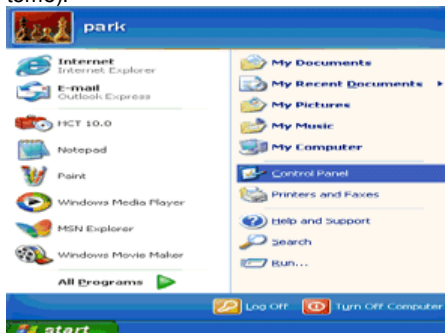 park
Internet
Internet Explorer
E-mail
Outlook Express
HCT 10.0
Notepad
Paint
Windows Media Player
MSN Explorer
Windows Movie Maker
All Programs
My Documents
My Recent Documents
My Pictures
My Music
My Computer
Control Panel
Printers and Faxes
Help and Support
Search
Run...
Log Off
Turn Off Computer
start